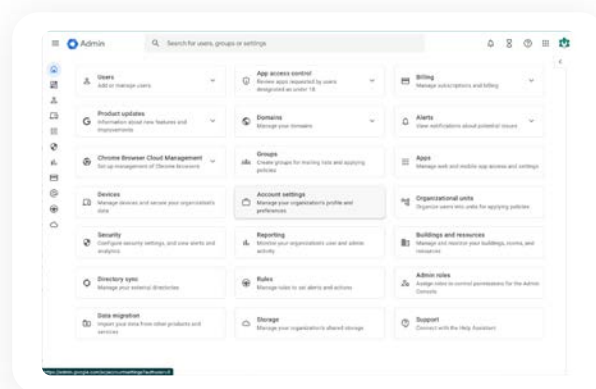 Admin
Search for users, groups or settings
Users
Add or manage users
App access control
Review apps requested by users
designated as under 18
Billing
Manage subscriptions and billing
Product updates
Information about new features and
improvements
Domains
Manage your domains
Alerts
View notifications about potential issues
Chrome Browser Cloud Management
Set up management of Chrome browsers
Groups
Create groups for mailing lists and applying
policies
Apps
Manage web and mobile app access and settings
Devices
Manage devices and secure your organization's
data
Account settings
Manage your organization's profile and
preferences
Organizational units
Organize users into units for applying policies
Security
Configure security settings, and view alerts and
analytics
Reporting
Monitor your organization's user and admin
activity
Buildings and resources
Manage and monitor your buildings, rooms, and
resources
Directory sync
Manage your external directories
Rules
Manage rules to set alerts and actions
Admin roles
Assign roles to control permissions for the Admin
Console
Data migration
Import your data from other products and
services
Storage
Manage your organization's shared storage
Support
Connect with the Help Assistant